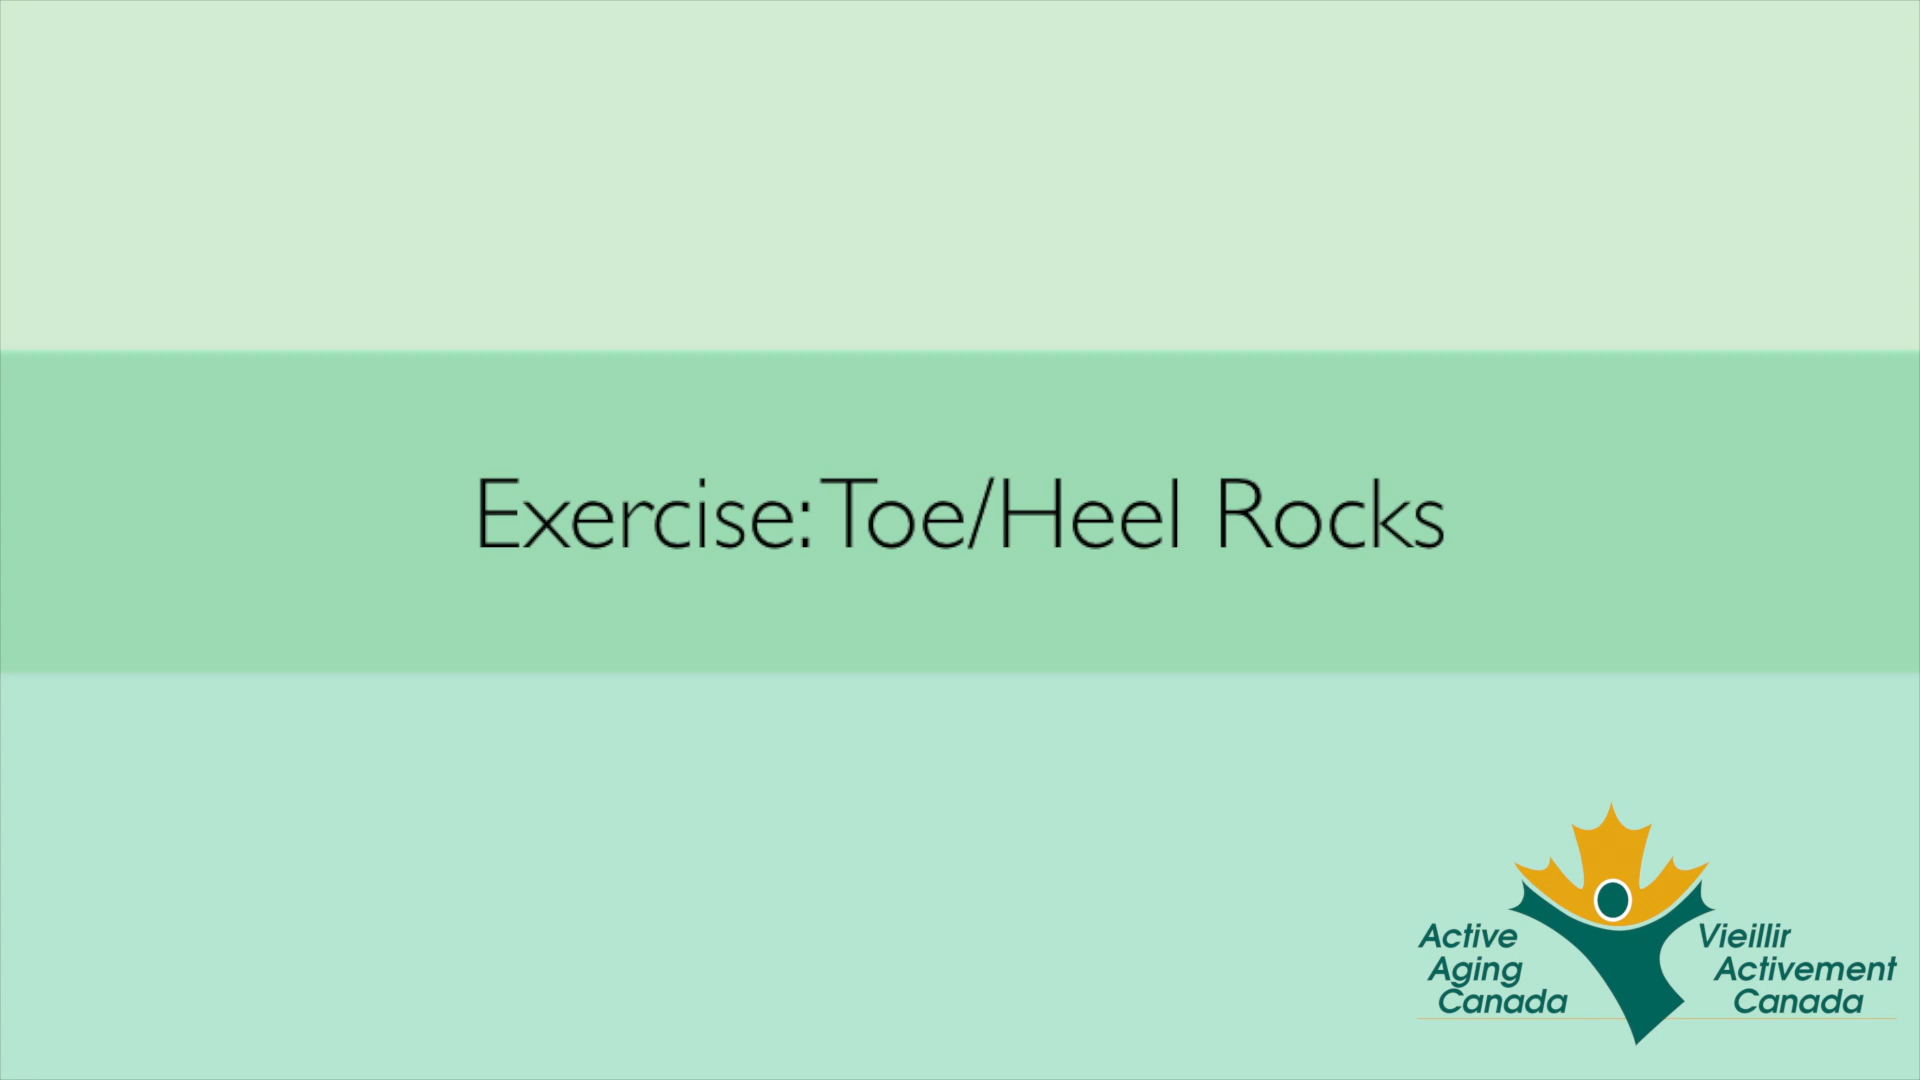 Exercise: Toe/Heel Rocks
Active
Aging
Canada
Vieillir
Activement
Canada